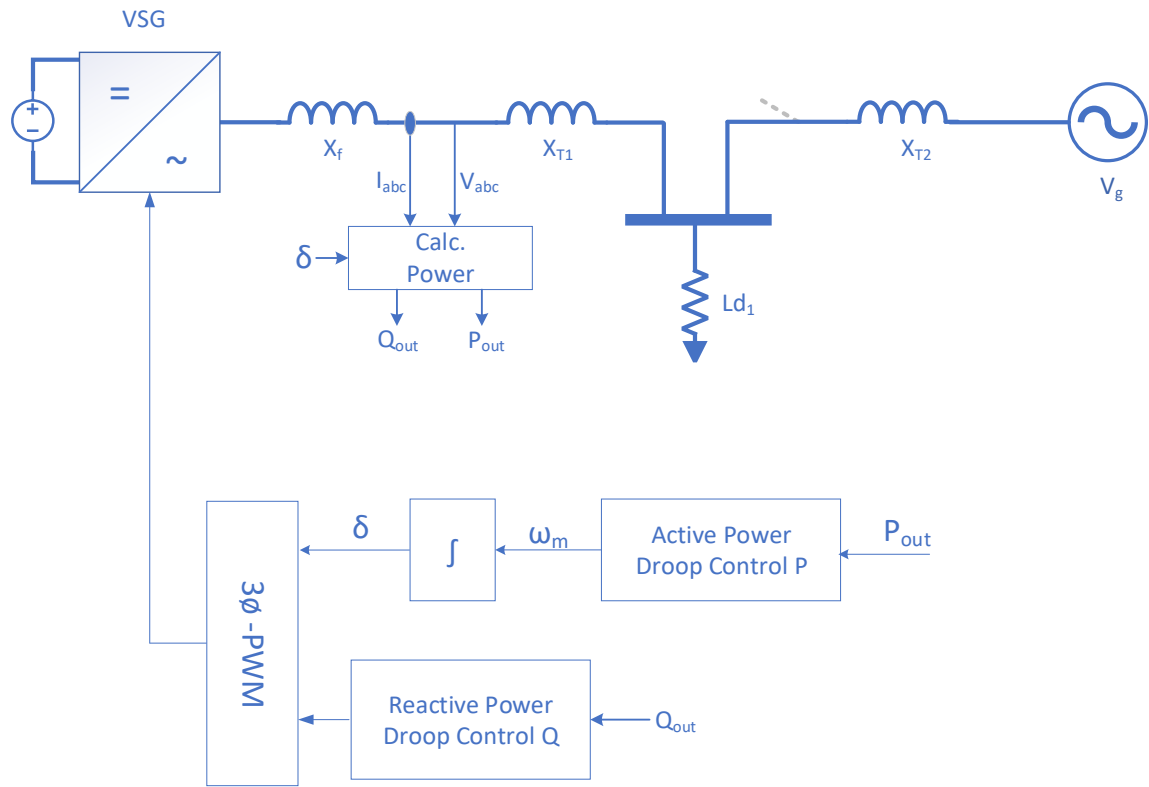 VSG
=
~
+
−
X_f
X_T1
X_T2
I_abc
V_abc
V_g
Calc.
Power
δ
Ld_1
Q_out
P_out
δ
∫
ω_m
Active Power
Droop Control P
P_out
3ø -PWM
Reactive Power
Droop Control Q
Q_out